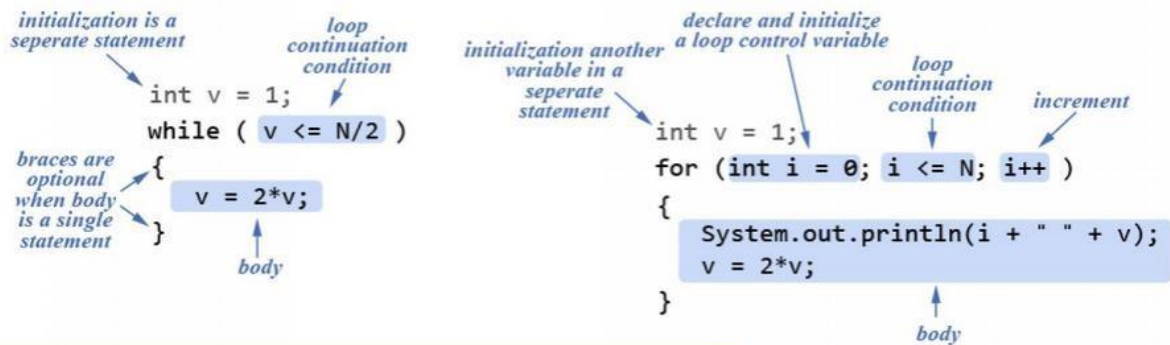 initialization is a
seperate statement
loop
continuation
condition
int v = 1;
while ( v <= N/2 )
{
v = 2*v;
}
braces are
optional
when body
is a single
statement
body
declare and initialize
a loop control variable
initialization another
variable in a
seperate
statement
loop
continuation
condition
increment
int v = 1;
for (int i = 0; i <= N; i++ )
{
System.out.println(i + " " + v);
v = 2*v;
}
body